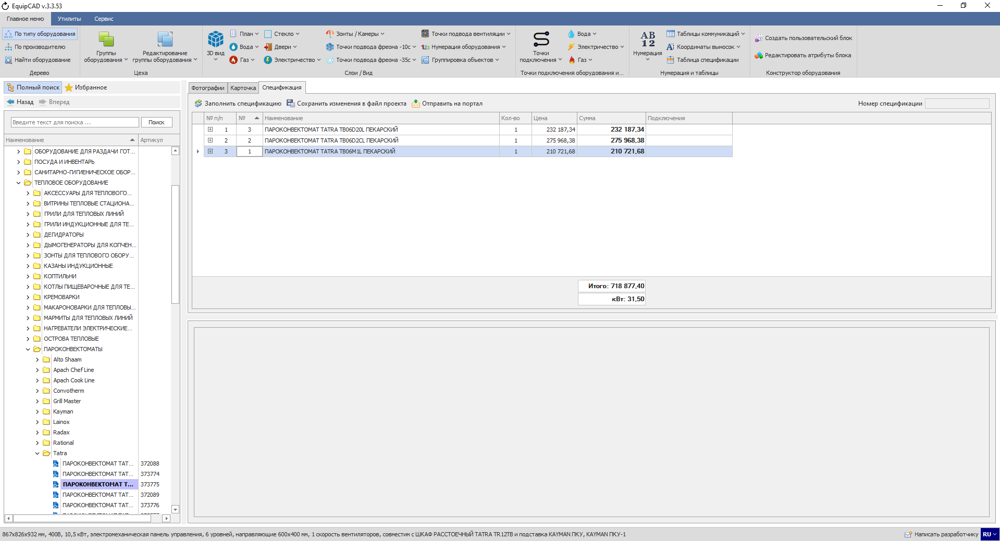 EquipCAD v.3.3.53
Главное меню Утилиты Сервис
По типу оборудования
По производителю
Найти оборудование
Дерево
Группы оборудования
Редактирование группы оборудования
Цеха
3D вид
План Стекло Зонты / Камеры Точки подвода вентиляции
Вода Двери Точки подвода фреона -10с Нумерация оборудования
Газ Электричество Точки подвода фреона -35с Группировка объектов
Слои / Вид
Точки подключения
Вода
Электричество
Газ
Точки подключения оборудования и...
AB
12
Нумерация
Таблицы коммуникаций
Координаты выносок
Таблица спецификации
Нумерация и таблицы
Создать пользовательский блок
Редактировать атрибуты блока
Конструктор оборудования
Полный поиск Избранное
Назад Вперед
Введите текст для поиска ... Поиск
Наименование Артикул
ОБОРУДОВАНИЕ ДЛЯ РАЗДАЧИ ГОТ...
ПОСУДА И ИНВЕНТАРЬ
САНИТАРНО-ГИГИЕНИЧЕСКОЕ ОБОР...
ТЕПЛОВОЕ ОБОРУДОВАНИЕ
АКСЕССУАРЫ ДЛЯ ТЕПЛОВОГО...
ВИТРИНЫ ТЕПЛОВЫЕ СТАЦИОНА...
ГРИЛИ ДЛЯ ТЕПЛОВЫХ ЛИНИЙ
ГРИЛИ ИНДУКЦИОННЫЕ ДЛЯ ТЕ...
ДЕГИДРАТОРЫ
ДЫМОГЕНЕРАТОРЫ ДЛЯ КОПЧЕН...
ЗОНТЫ ДЛЯ ТЕПЛОВОГО ОБОРУ...
КАЗАНЫ ИНДУКЦИОННЫЕ
КОПТИЛЬНИ
КОТЛЫ ПИЩЕВАРОЧНЫЕ ДЛЯ ТЕ...
КРЕМОВАРКИ
МАКАРОНОВАРКИ ДЛЯ ТЕПЛОВЫ...
МАРМИТЫ ДЛЯ ТЕПЛОВЫХ ЛИНИЙ
НАГРЕВАТЕЛИ ЭЛЕКТРИЧЕСКИЕ...
ОСТРОВА ТЕПЛОВЫЕ
ПАРОКОНВЕКТОМАТЫ
Alto Shaam
Apach Chef Line
Apach Cook Line
Convotherm
Grill Master
Kayman
Lainox
Radax
Rational
Tatra
ПАРОКОНВЕКТОМАТ ТАТ... 372088
ПАРОКОНВЕКТОМАТ ТАТ... 373774
ПАРОКОНВЕКТОМАТ Т... 373775
ПАРОКОНВЕКТОМАТ ТАТ... 372089
ПАРОКОНВЕКТОМАТ ТАТ... 373776
Фотографии Карточка Спецификация
Заполнить спецификацию Сохранить изменения в файл проекта Отправить на портал Номер спецификации
№ п/п № Наименование Кол-во Цена Сумма Подключения
1 3 ПАРОКОНВЕКТОМАТ TATRA TB06D20L ПЕКАРСКИЙ 1 232 187,34 232 187,34
2 2 ПАРОКОНВЕКТОМАТ TATRA TB06D2CL ПЕКАРСКИЙ 1 275 968,38 275 968,38
3 1 ПАРОКОНВЕКТОМАТ TATRA TB06M1L ПЕКАРСКИЙ 1 210 721,68 210 721,68
Итого: 718 877,40
кВт: 31,50
867x826x932 мм, 400В, 10,5 кВт, электромеханическая панель управления, 6 уровней, направляющие 600x400 мм, 1 скорость вентиляторов, совместим с ШКАФ РАССТОЕЧНЫЙ TATRA TR12TB и подставка KAYMAN ПКУ, KAYMAN ПКУ-1
Написать разработчику RU